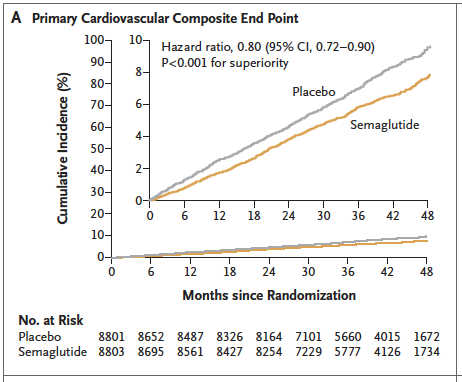 A Primary Cardiovascular Composite End Point
Hazard ratio, 0.80 (95% CI, 0.72–0.90)
P<0.001 for superiority
Placebo
Semaglutide
10
8
6
4
2
0
0 6 12 18 24 30 36 42 48
Cumulative Incidence (%)
100
90
80
70
60
50
40
30
20
10
0
0 6 12 18 24 30 36 42 48
Months since Randomization
No. at Risk
Placebo 8801 8652 8487 8326 8164 7101 5660 4015 1672
Semaglutide 8803 8695 8561 8427 8254 7229 5777 4126 1734